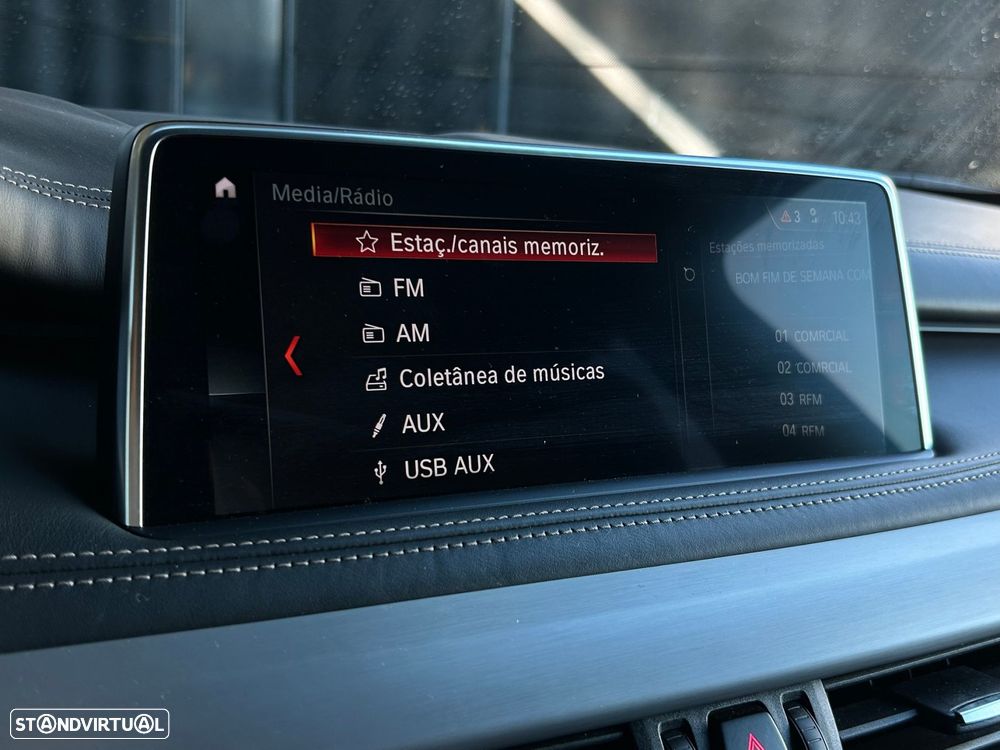 Media/Rádio
3 10:43
Estaç./canais memoriz.
FM
AM
Coletânea de músicas
AUX
USB AUX
Estações memorizadas
BOM FIM DE SEMANA COM
01 COMRCIAL
02 COMRCIAL
03 RFM
04 RFM
STANDVIRTUAL